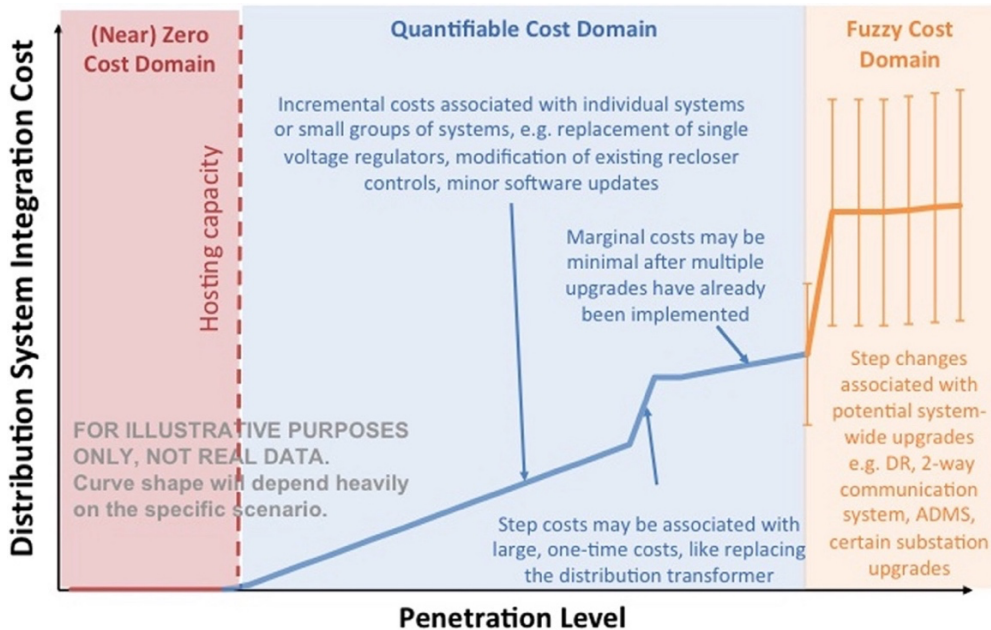 (Near) Zero
Cost Domain
Quantifiable Cost Domain
Fuzzy Cost
Domain
Distribution System Integration Cost
Hosting capacity
Incremental costs associated with individual systems
or small groups of systems, e.g. replacement of single
voltage regulators, modification of existing recloser
controls, minor software updates
Marginal costs may be
minimal after multiple
upgrades have already
been implemented
FOR ILLUSTRATIVE PURPOSES
ONLY, NOT REAL DATA.
Curve shape will depend heavily
on the specific scenario.
Step costs may be associated with
large, one-time costs, like replacing
the distribution transformer
Step changes
associated with
potential system-
wide upgrades
e.g. DR, 2-way
communication
system, ADMS,
certain substation
upgrades
Penetration Level